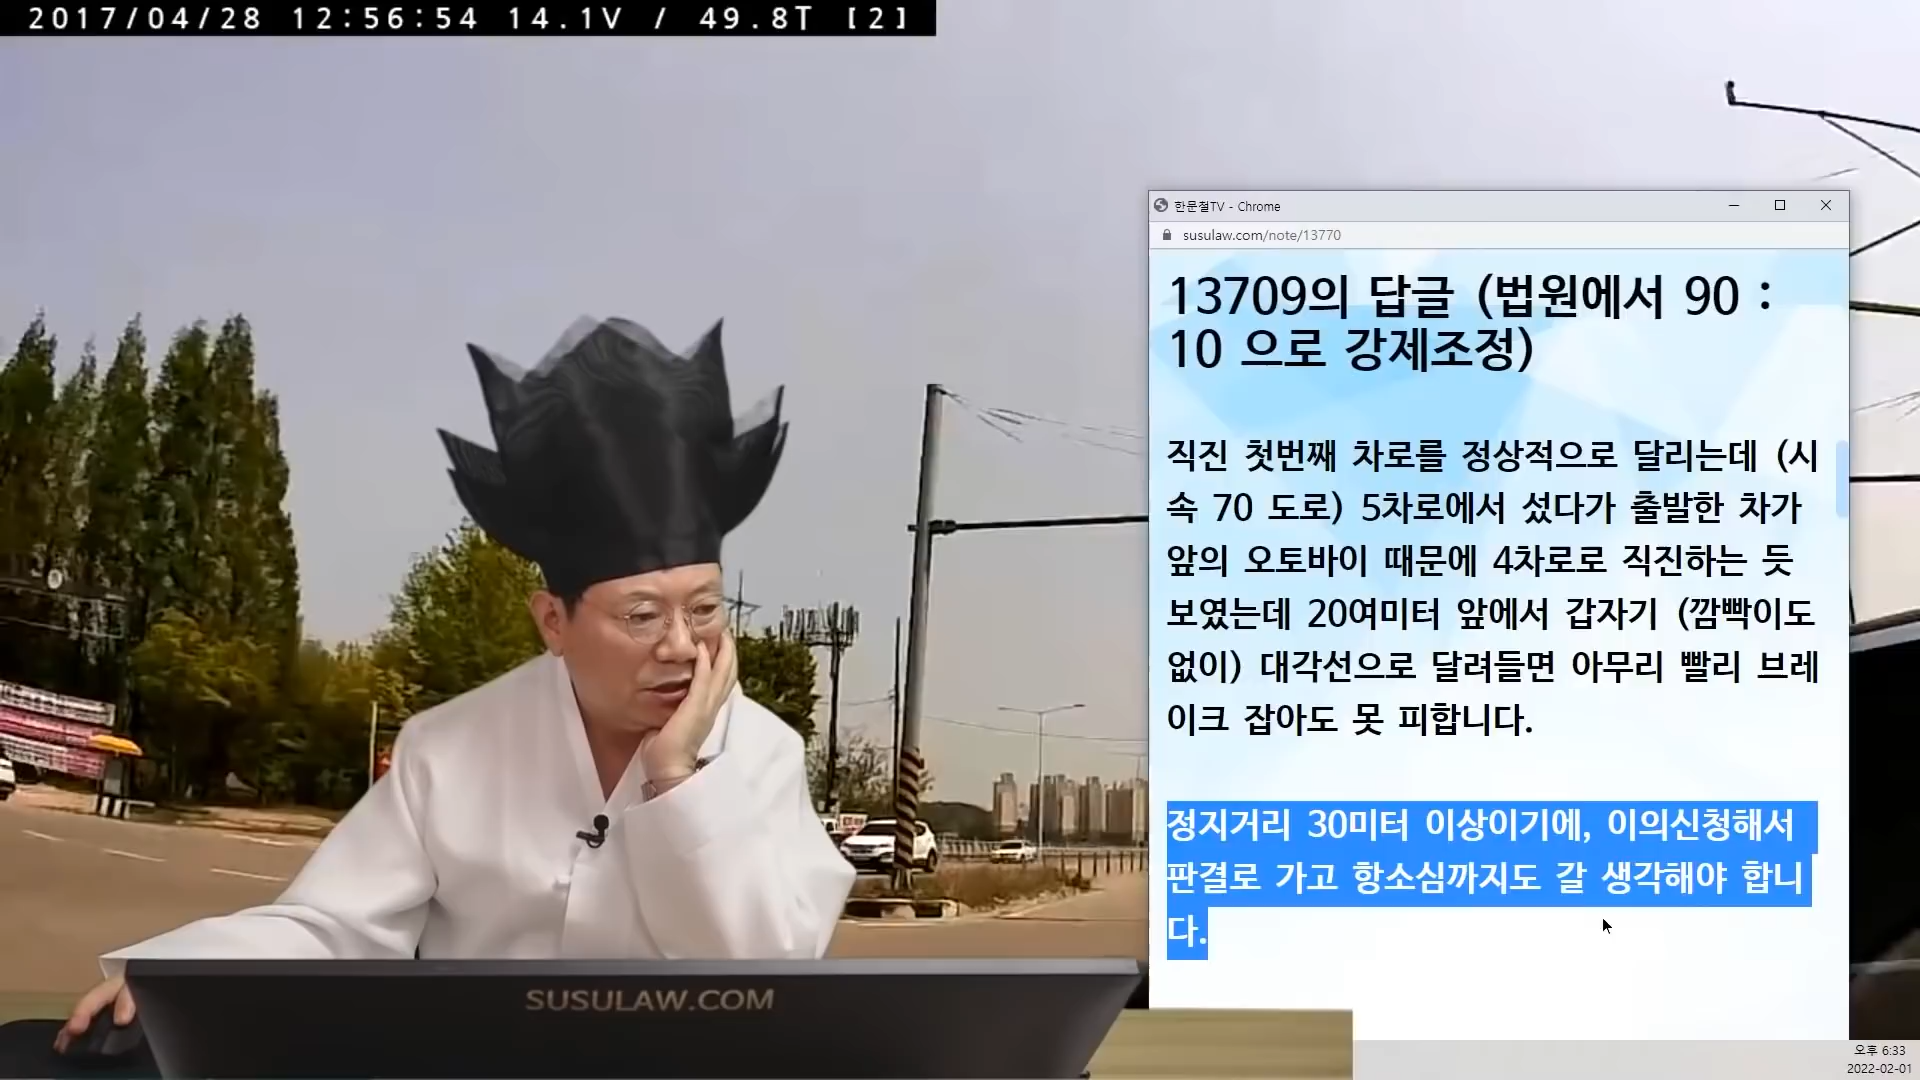 2017/04/28 12:56:54 14.1V / 49.8T [2]
한문철TV - Chrome
susulaw.com/note/13770
13709의 답글 (법원에서 90 :
10 으로 강제조정)
직진 첫번째 차로를 정상적으로 달리는데 (시
속 70 도로) 5차로에서 섰다가 출발한 차가
앞의 오토바이 때문에 4차로로 직진하는 듯
보였는데 20여미터 앞에서 갑자기 (깜빡이도
없이) 대각선으로 달려들면 아무리 빨리 브레
이크 잡아도 못 피합니다.
정지거리 30미터 이상이기에, 이의신청해서
판결로 가고 항소심까지도 갈 생각해야 합니
다.
SUSULAW.COM
오후 6:33
2022-02-01